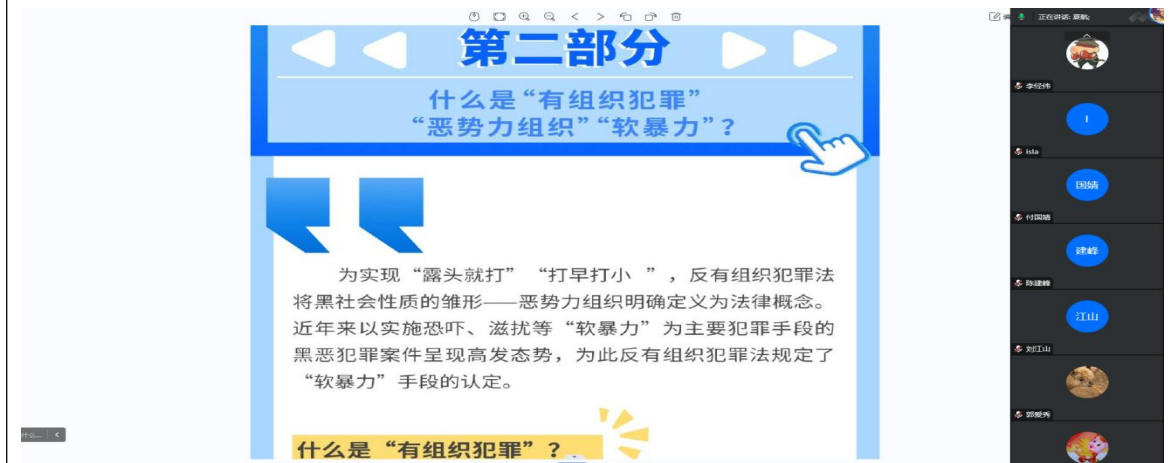 第二部分
什么是“有组织犯罪”
“恶势力组织”“软暴力”？
为实现“露头就打”“打早打小 ”，反有组织犯罪法
将黑社会性质的雏形——恶势力组织明确定义为法律概念。
近年来以实施恐吓、滋扰等“软暴力”为主要犯罪手段的
黑恶犯罪案件呈现高发态势，为此反有组织犯罪法规定了
“软暴力”手段的认定。
什么是“有组织犯罪”？
正在讲话:
李经纬
I
isla
国婧
付国婧
建峰
陈建峰
江山
刘江山
郭爱秀